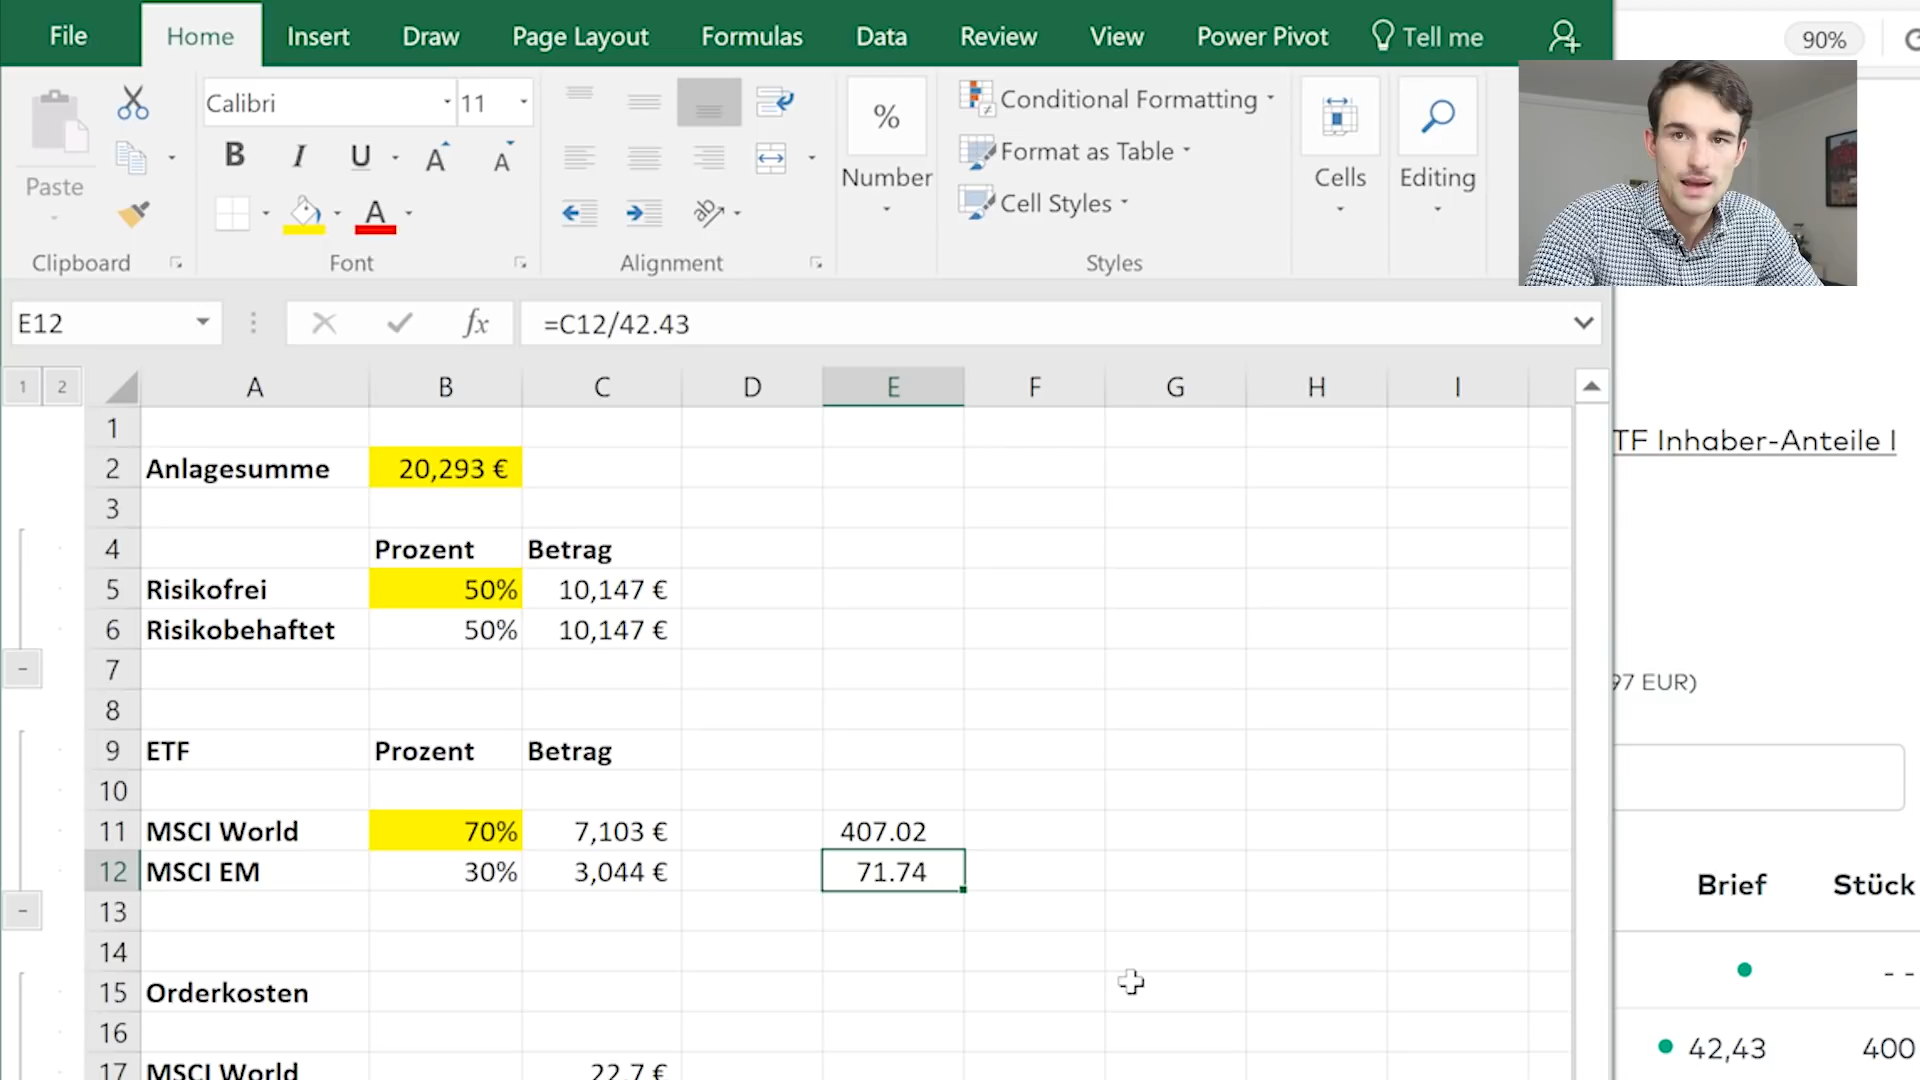 File Home Insert Draw Page Layout Formulas Data Review View Power Pivot Tell me
90%
Paste
Calibri 11
B I U A A
A
%
Number
Conditional Formatting
Format as Table
Cell Styles
Cells
Editing
Clipboard Font Alignment Styles
E12 fx =C12/42.43
1 2 A B C D E F G H I
1
2 Anlagesumme 20,293 €
3
4 Prozent Betrag
5 Risikofrei 50% 10,147 €
6 Risikobehaftet 50% 10,147 €
7
8
9 ETF Prozent Betrag
10
11 MSCI World 70% 7,103 € 407.02
12 MSCI EM 30% 3,044 € 71.74
13
14
15 Orderkosten
16
17 MSCI World 22.7 €
TF Inhaber-Anteile I
97 EUR)
Brief Stück
- -
42,43 400